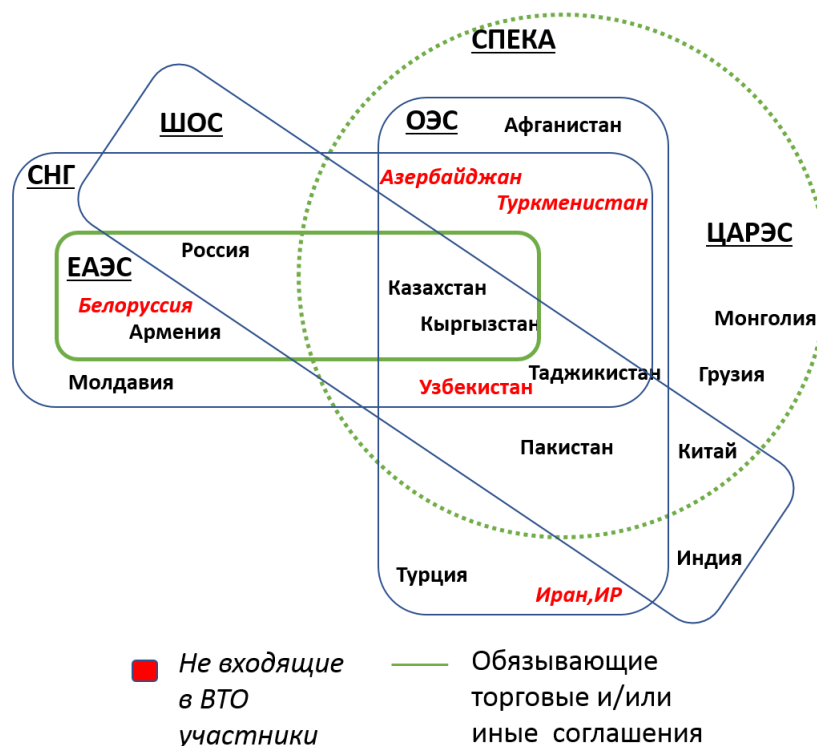 СПЕКА
ШОС
ОЭС
Афганистан
СНГ
Азербайджан
Туркменистан
ЦАРЭС
Россия
ЕАЭС
Казахстан
Белоруссия
Монголия
Армения
Кыргызстан
Молдавия
Узбекистан
Таджикистан
Грузия
Пакистан
Китай
Турция
Индия
Иран,ИР
Не входящие
в ВТО
участники
Обязывающие
торговые и/или
иные соглашения